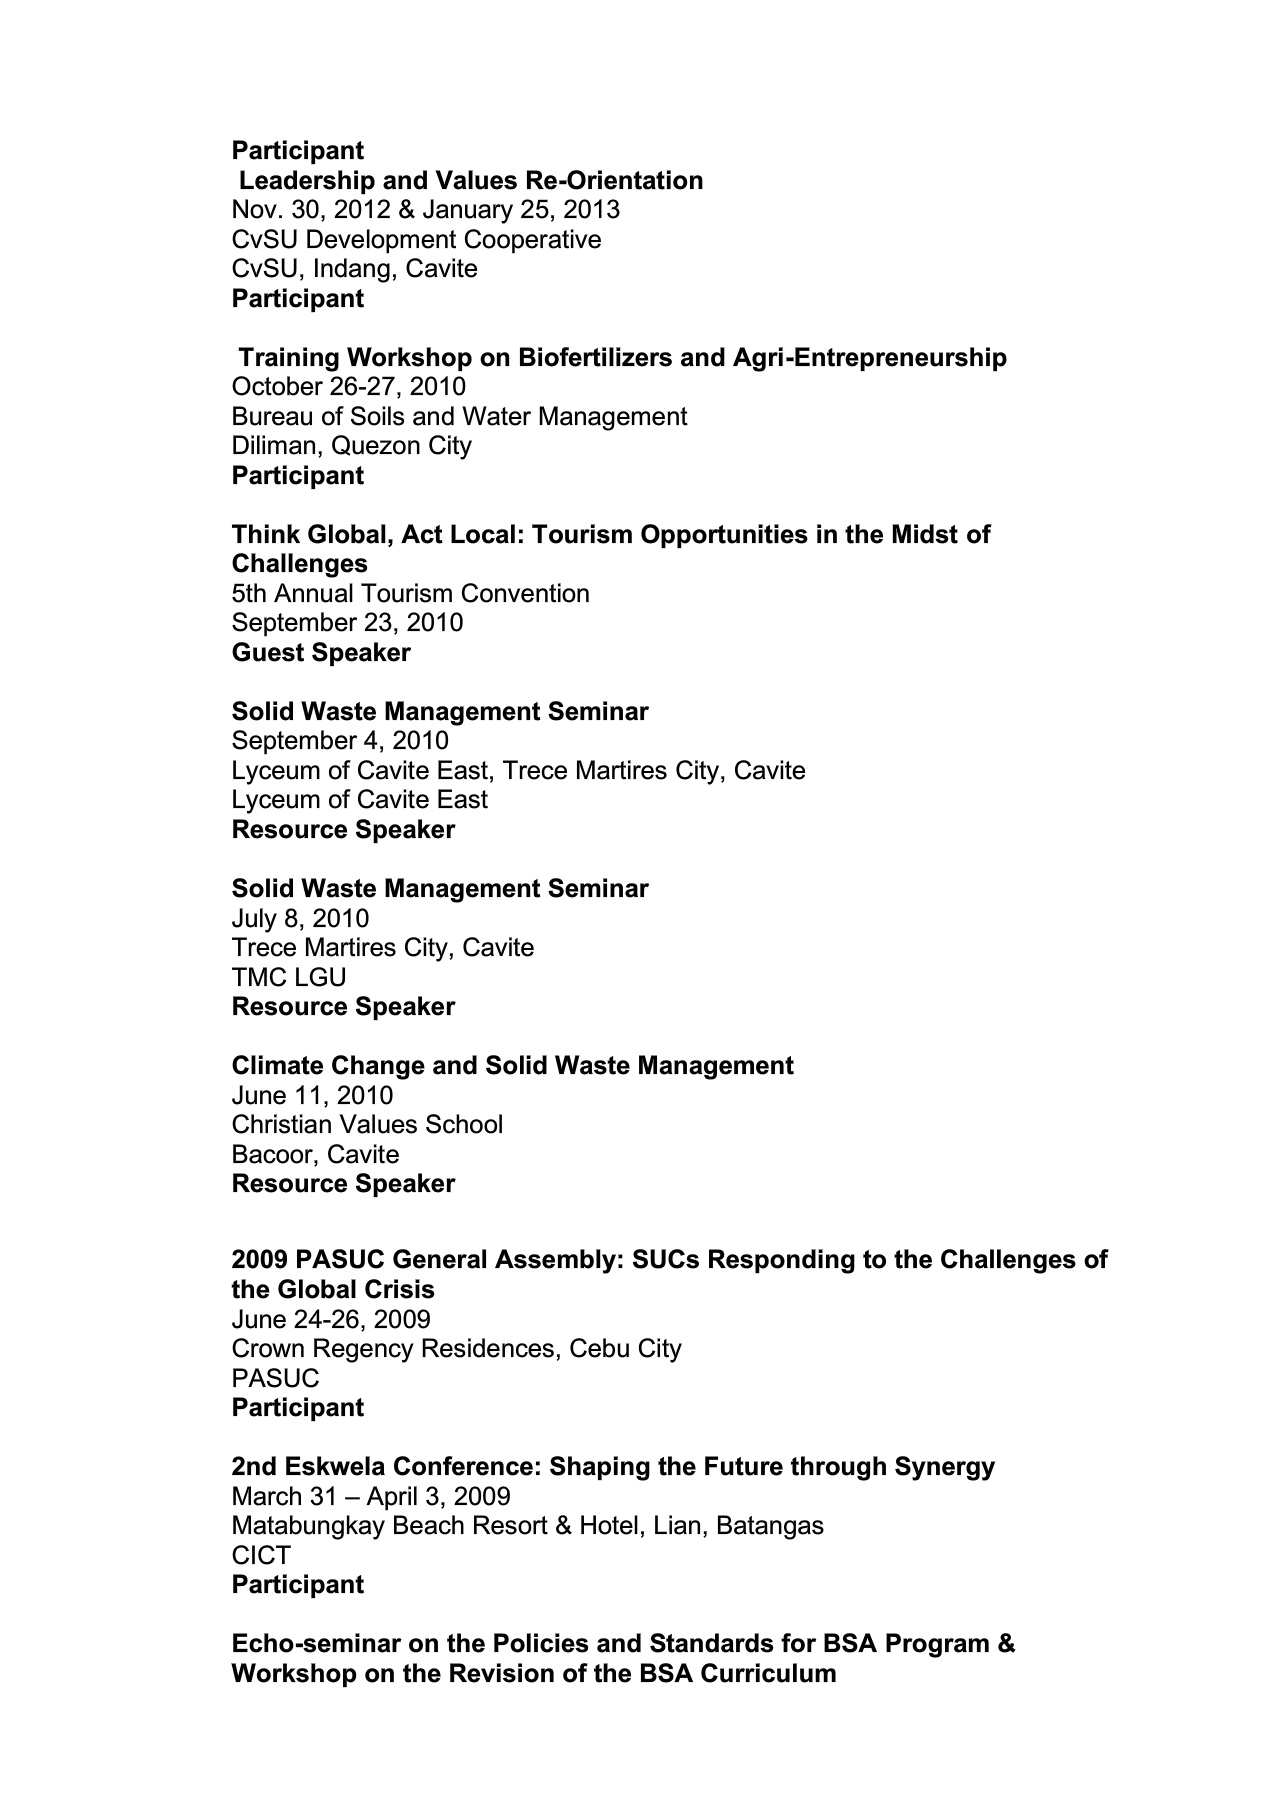 Participant
Leadership and Values Re-Orientation
Nov. 30, 2012 & January 25, 2013
CvSU Development Cooperative
CvSU, Indang, Cavite
Participant
Training Workshop on Biofertilizers and Agri-Entrepreneurship
October 26-27, 2010
Bureau of Soils and Water Management
Diliman, Quezon City
Participant
Think Global, Act Local: Tourism Opportunities in the Midst of
Challenges
5th Annual Tourism Convention
September 23, 2010
Guest Speaker
Solid Waste Management Seminar
September 4, 2010
Lyceum of Cavite East, Trece Martires City, Cavite
Lyceum of Cavite East
Resource Speaker
Solid Waste Management Seminar
July 8, 2010
Trece Martires City, Cavite
TMC LGU
Resource Speaker
Climate Change and Solid Waste Management
June 11, 2010
Christian Values School
Bacoor, Cavite
Resource Speaker
2009 PASUC General Assembly: SUCs Responding to the Challenges of
the Global Crisis
June 24-26, 2009
Crown Regency Residences, Cebu City
PASUC
Participant
2nd Eskwela Conference: Shaping the Future through Synergy
March 31 – April 3, 2009
Matabungkay Beach Resort & Hotel, Lian, Batangas
CICT
Participant
Echo-seminar on the Policies and Standards for BSA Program &
Workshop on the Revision of the BSA Curriculum